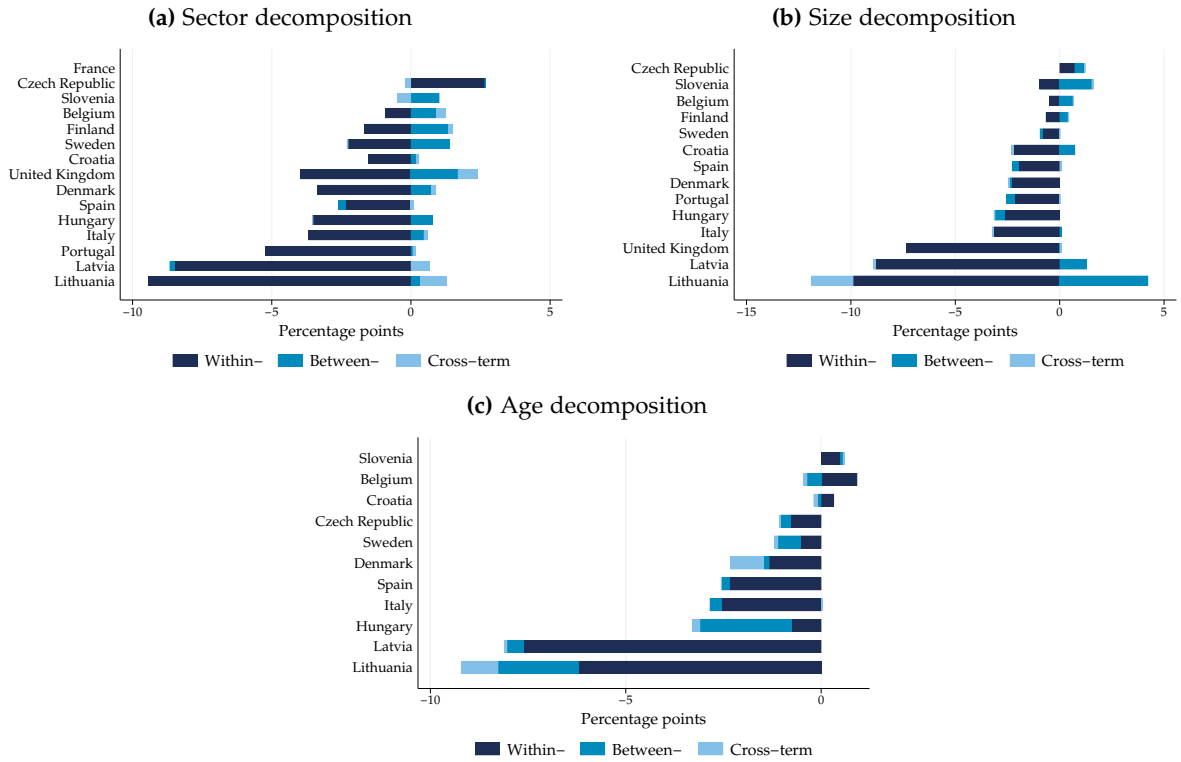 (a) Sector decomposition
France
Czech Republic
Slovenia
Belgium
Finland
Sweden
Croatia
United Kingdom
Denmark
Spain
Hungary
Italy
Portugal
Latvia
Lithuania
−10 −5 0 5
Percentage points
Within− Between− Cross−term
(b) Size decomposition
Czech Republic
Slovenia
Belgium
Finland
Sweden
Croatia
Spain
Denmark
Portugal
Hungary
Italy
United Kingdom
Latvia
Lithuania
−15 −10 −5 0 5
Percentage points
Within− Between− Cross−term
(c) Age decomposition
Slovenia
Belgium
Croatia
Czech Republic
Sweden
Denmark
Spain
Italy
Hungary
Latvia
Lithuania
−10 −5 0
Percentage points
Within− Between− Cross−term